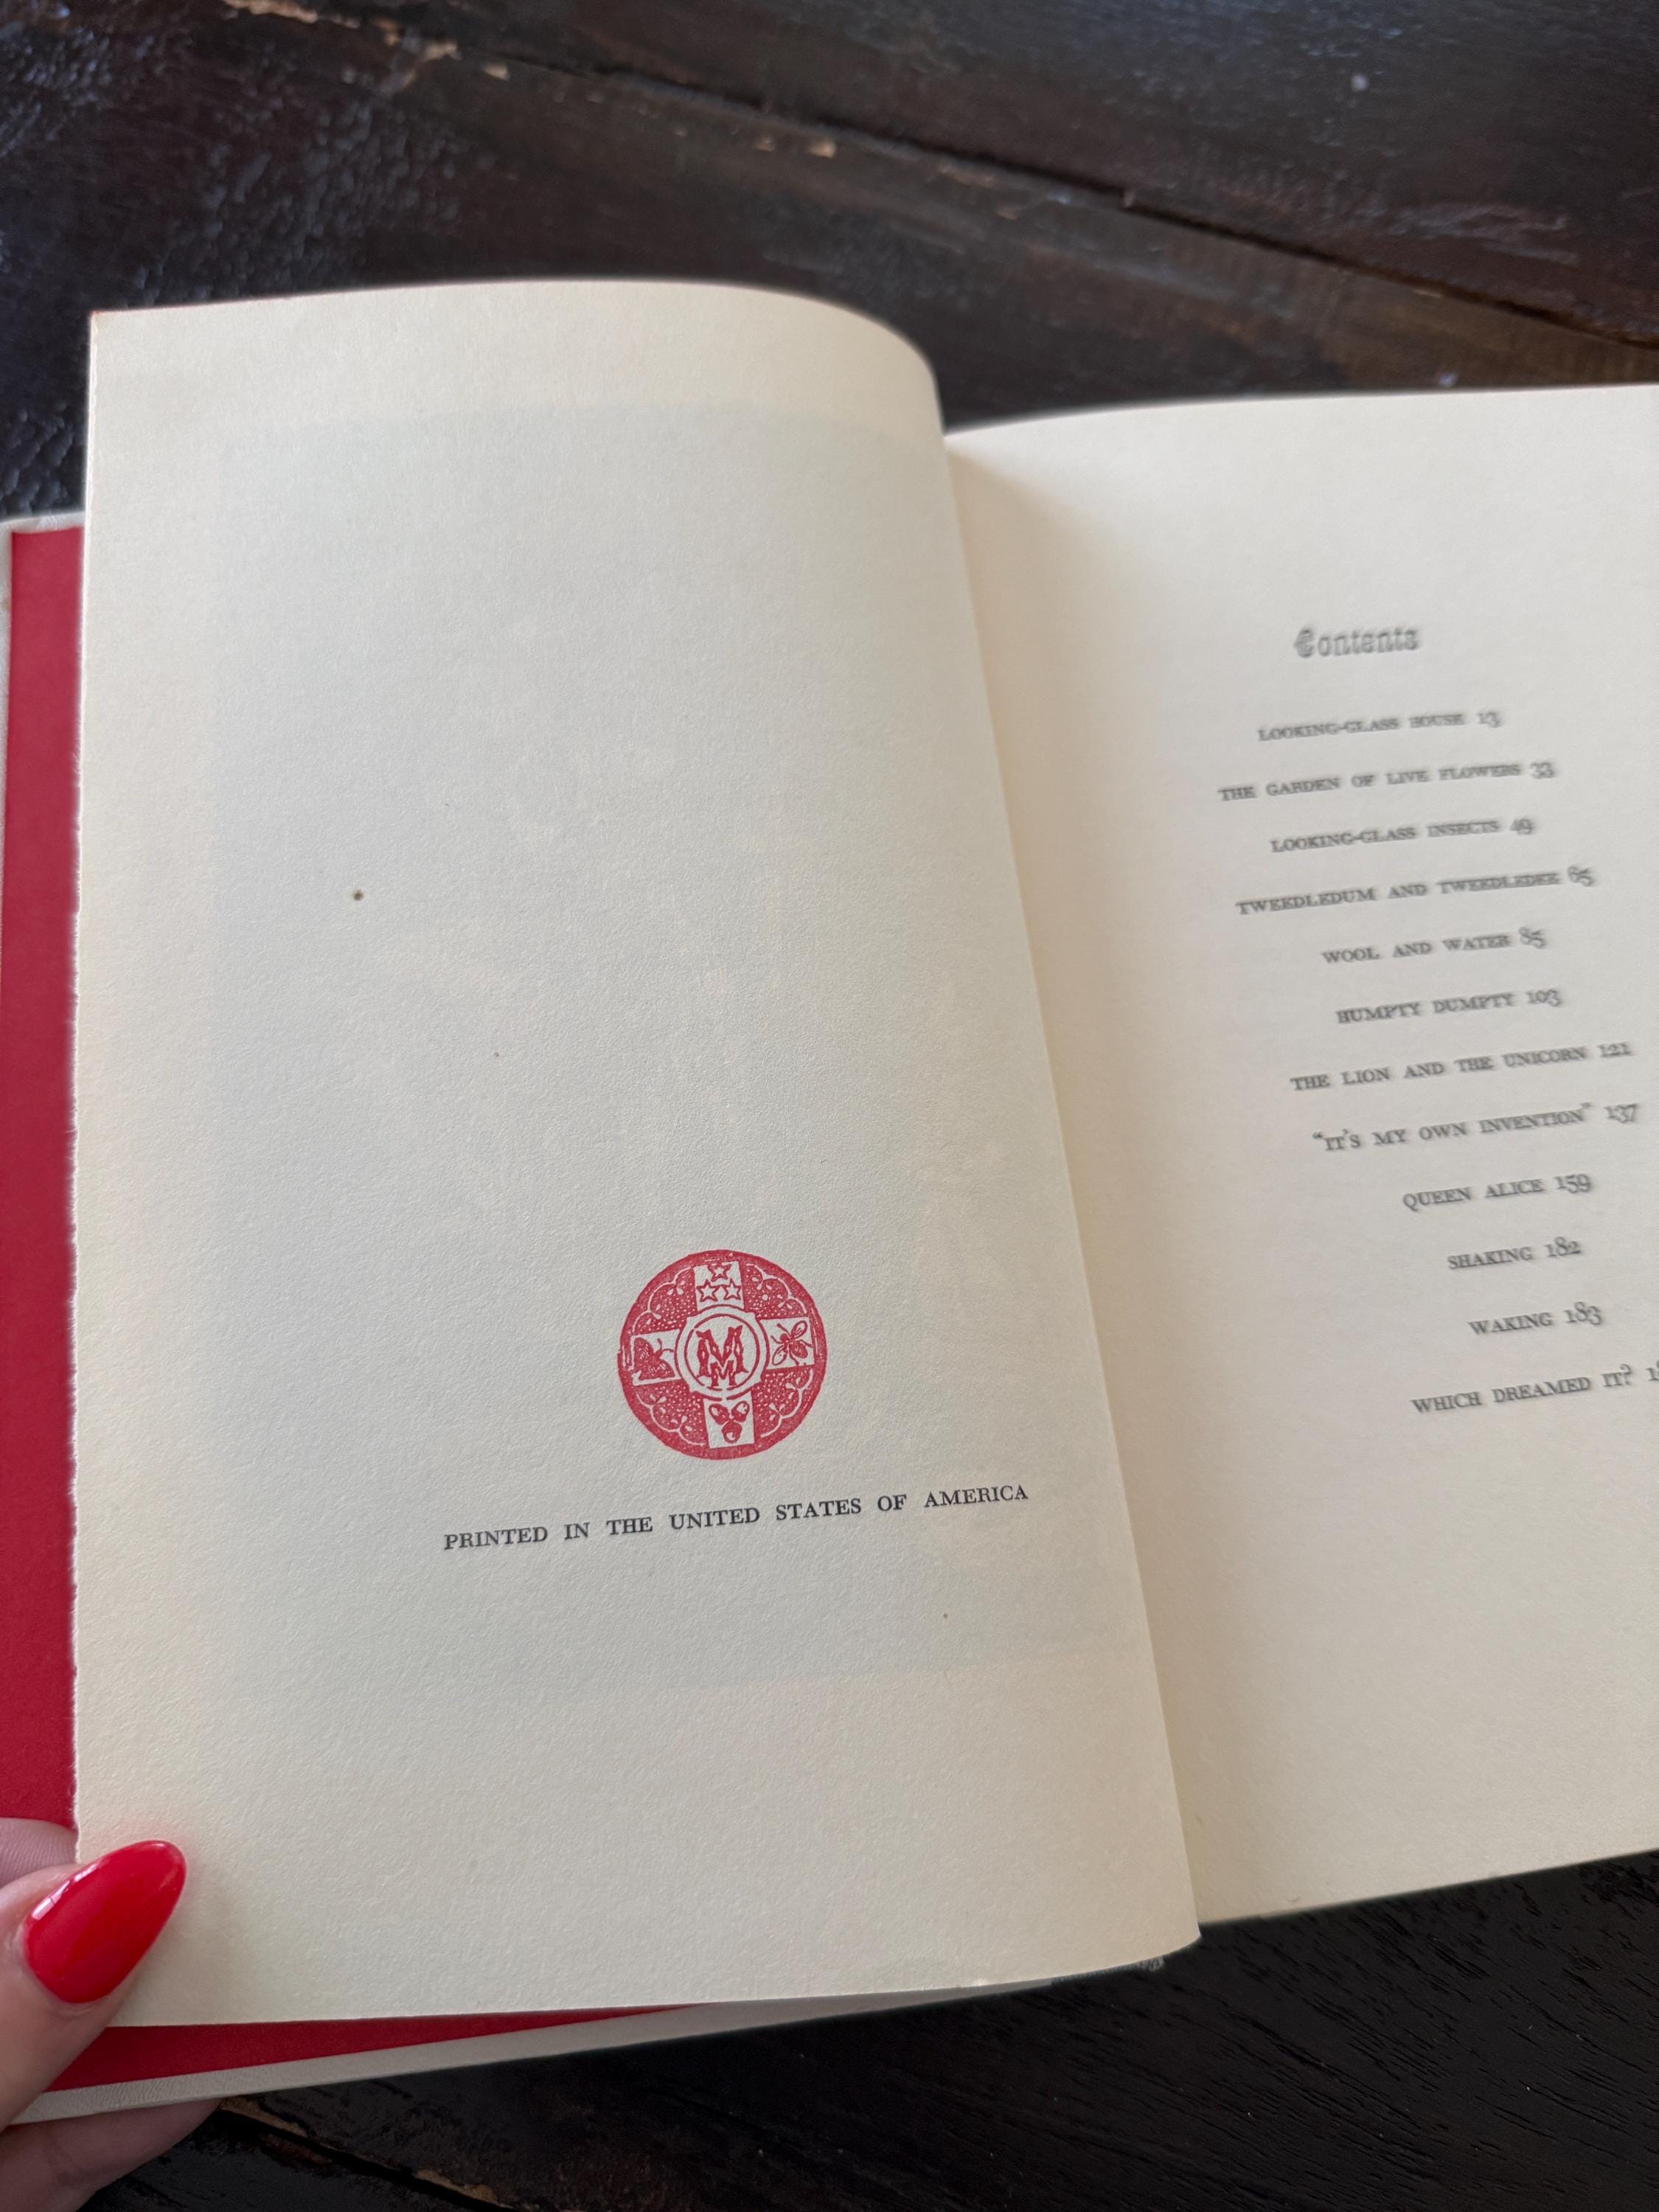 M
PRINTED IN THE UNITED STATES OF AMERICA
Contents
LOOKING-GLASS HOUSE 13
THE GARDEN OF LIVE FLOWERS 33
LOOKING-GLASS INSECTS 49
TWEEDLEDUM AND TWEEDLEDEE 65
WOOL AND WATER 85
HUMPTY DUMPTY 103
THE LION AND THE UNICORN 121
"IT'S MY OWN INVENTION" 137
QUEEN ALICE 159
SHAKING 182
WAKING 183
WHICH DREAMED IT?